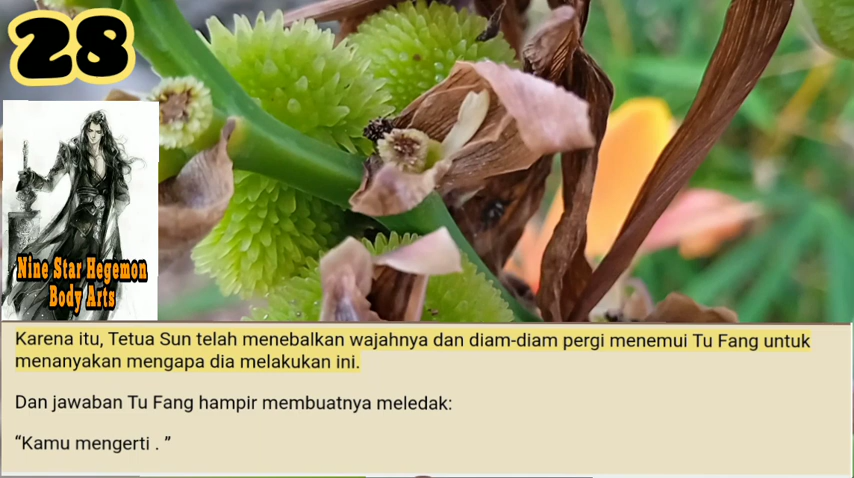 28
Nine Star Hegemon
Body Arts
Karena itu, Tetua Sun telah menebalkan wajahnya dan diam-diam pergi menemui Tu Fang untuk
menanyakan mengapa dia melakukan ini.
Dan jawaban Tu Fang hampir membuatnya meledak:
“Kamu mengerti . ”